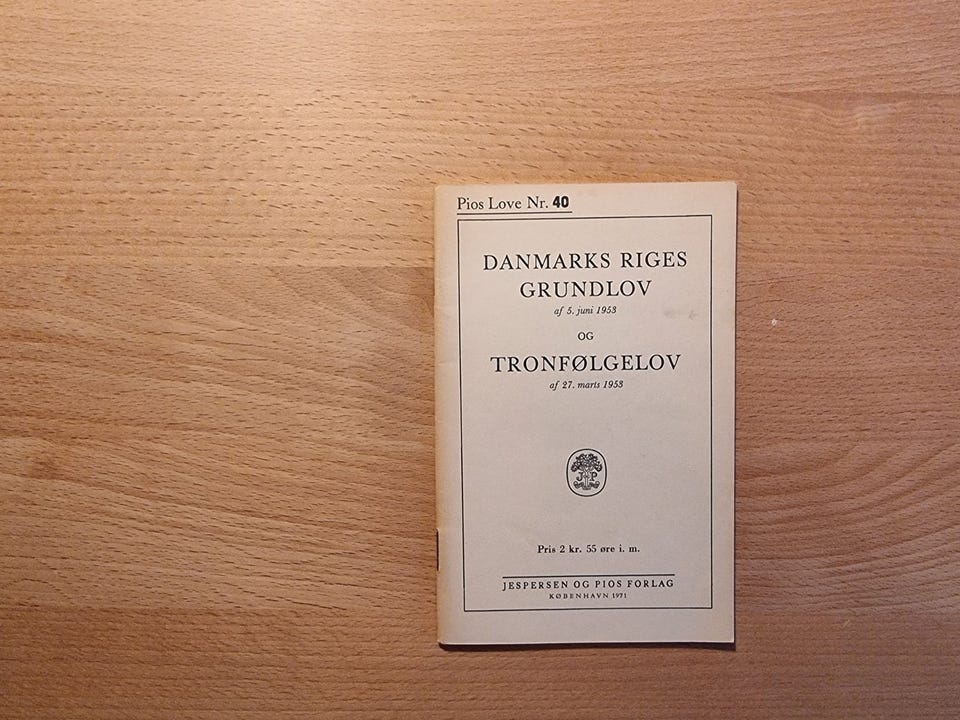 Pios Love Nr. 40
DANMARKS RIGES
GRUNDLOV
af 5. juni 1953
OG
TRONFØLGELOV
af 27. marts 1953
J P
Pris 2 kr. 55 øre i. m.
JESPERSEN OG PIOS FORLAG
KØBENHAVN 1971